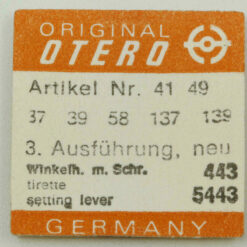 ORIGINAL
OTERO
Artikel Nr. 41 49
37 39 58 137 139
3. Ausführung, neu
Winkelh. m. Schr. 443
tirette
setting lever 5443
GERMANY